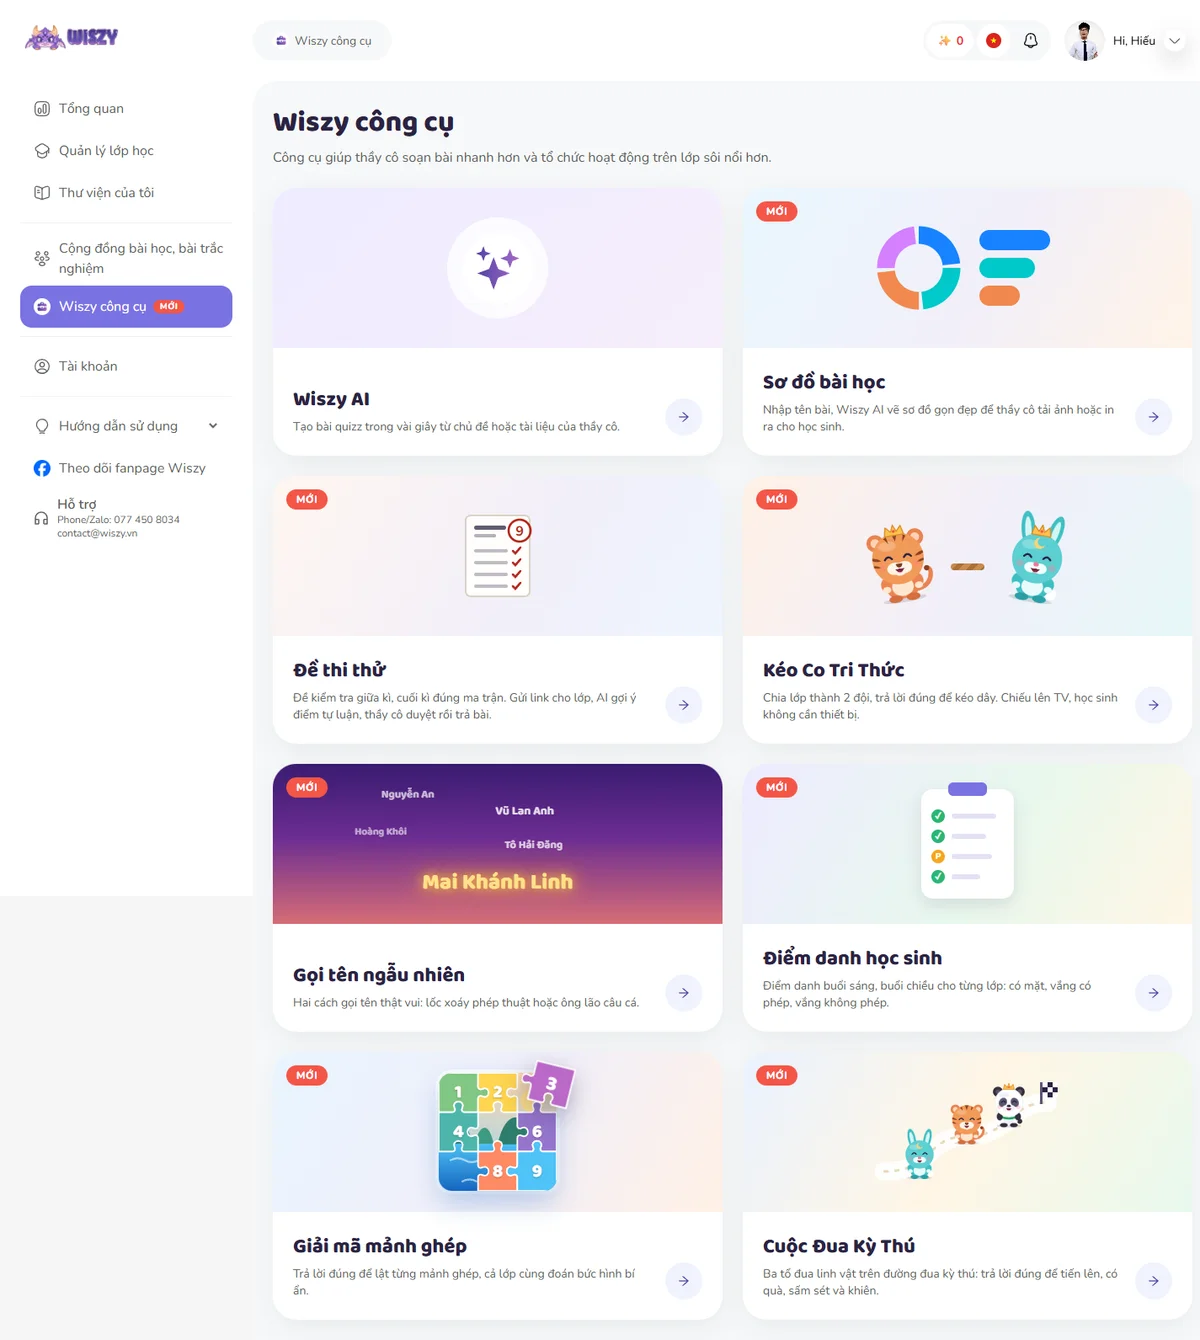 WISZY
Wiszy công cụ
0
Hi, Hiếu
Tổng quan
Quản lý lớp học
Thư viện của tôi
Cộng đồng bài học, bài trắc
nghiệm
Wiszy công cụ MỚI
Tài khoản
Hướng dẫn sử dụng
Theo dõi fanpage Wiszy
Hỗ trợ
Phone/Zalo: 077 450 8034
contact@wiszy.vn
Wiszy công cụ
Công cụ giúp thầy cô soạn bài nhanh hơn và tổ chức hoạt động trên lớp sôi nổi hơn.
Wiszy AI
Tạo bài quizz trong vài giây từ chủ đề hoặc tài liệu của thầy cô.
MỚI
Sơ đồ bài học
Nhập tên bài, Wiszy AI vẽ sơ đồ gọn đẹp để thầy cô tải ảnh hoặc in
ra cho học sinh.
MỚI
9
Đề thi thử
Đề kiểm tra giữa kì, cuối kì đúng ma trận. Gửi link cho lớp, AI gợi ý
điểm tự luận, thầy cô duyệt rồi trả bài.
MỚI
Kéo Co Tri Thức
Chia lớp thành 2 đội, trả lời đúng để kéo dây. Chiếu lên TV, học sinh
không cần thiết bị.
MỚI
Nguyễn An
Vũ Lan Anh
Hoàng Khôi
Tô Hải Đăng
Mai Khánh Linh
Gọi tên ngẫu nhiên
Hai cách gọi tên thật vui: lốc xoáy phép thuật hoặc ông lão câu cá.
MỚI
P
Điểm danh học sinh
Điểm danh buổi sáng, buổi chiều cho từng lớp: có mặt, vắng có
phép, vắng không phép.
MỚI
1 2 3
4 6
8 9
Giải mã mảnh ghép
Trả lời đúng để lật từng mảnh ghép, cả lớp cùng đoán bức hình bí
ẩn.
MỚI
Cuộc Đua Kỳ Thú
Ba tổ đua linh vật trên đường đua kỳ thú: trả lời đúng để tiến lên, có
quà, sấm sét và khiên.